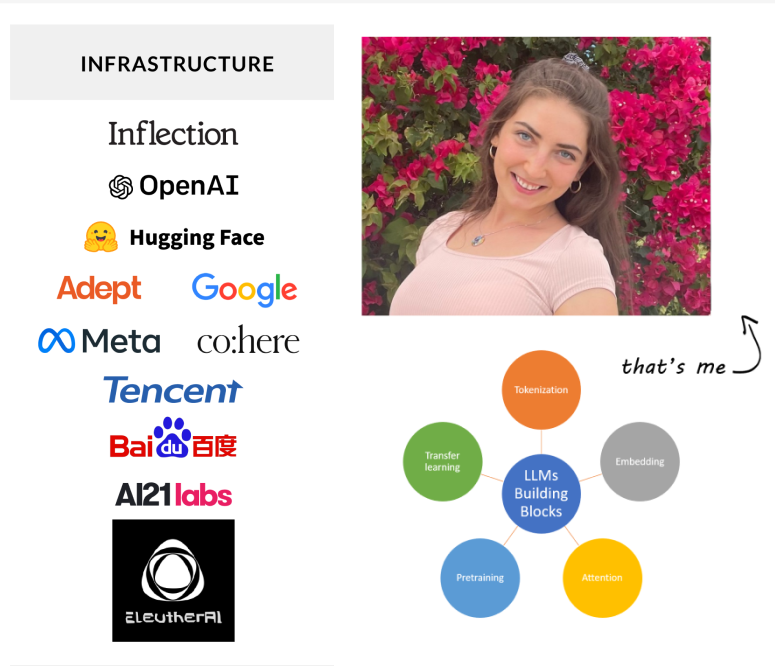 INFRASTRUCTURE
Inflection
OpenAI
Hugging Face
Adept Google
Meta co:here
Tencent
Bai du 百度
AI21 labs
EleutherAI
that's me
Tokenization
Transfer
learning
Embedding
LLMs
Building
Blocks
Pretraining
Attention